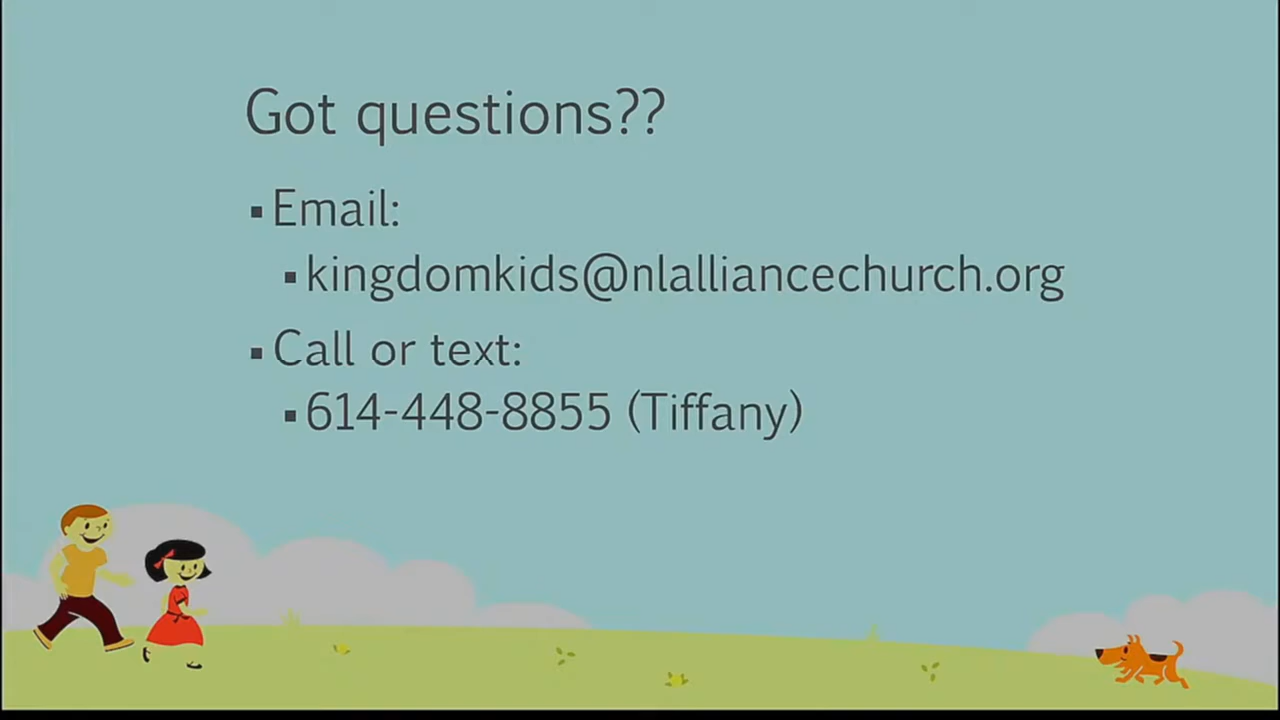 Got questions??
▪ Email:
▪ kingdomkids@nlalliancechurch.org
▪ Call or text:
▪ 614-448-8855 (Tiffany)